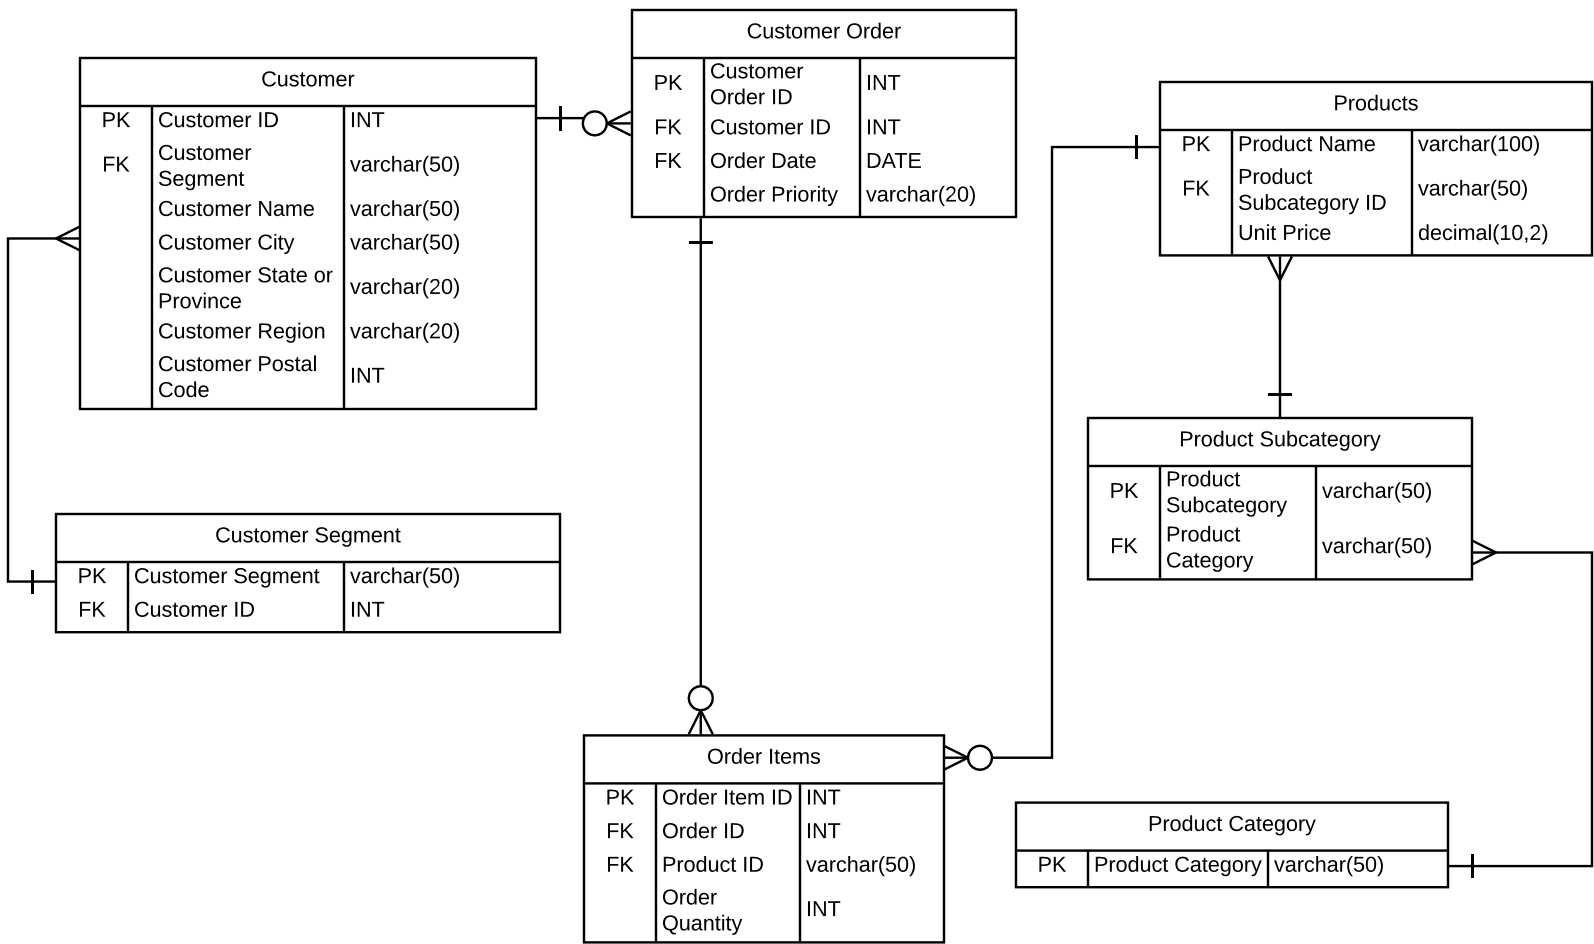 Customer
PK Customer ID INT
FK Customer
Segment varchar(50)
Customer Name varchar(50)
Customer City varchar(50)
Customer State or
Province varchar(20)
Customer Region varchar(20)
Customer Postal
Code INT
Customer Order
PK Customer
Order ID INT
FK Customer ID INT
FK Order Date DATE
Order Priority varchar(20)
Products
PK Product Name varchar(100)
FK Product
Subcategory ID varchar(50)
Unit Price decimal(10,2)
Product Subcategory
PK Product
Subcategory varchar(50)
FK Product
Category varchar(50)
Customer Segment
PK Customer Segment varchar(50)
FK Customer ID INT
Order Items
PK Order Item ID INT
FK Order ID INT
FK Product ID varchar(50)
Order
Quantity INT
Product Category
PK Product Category varchar(50)